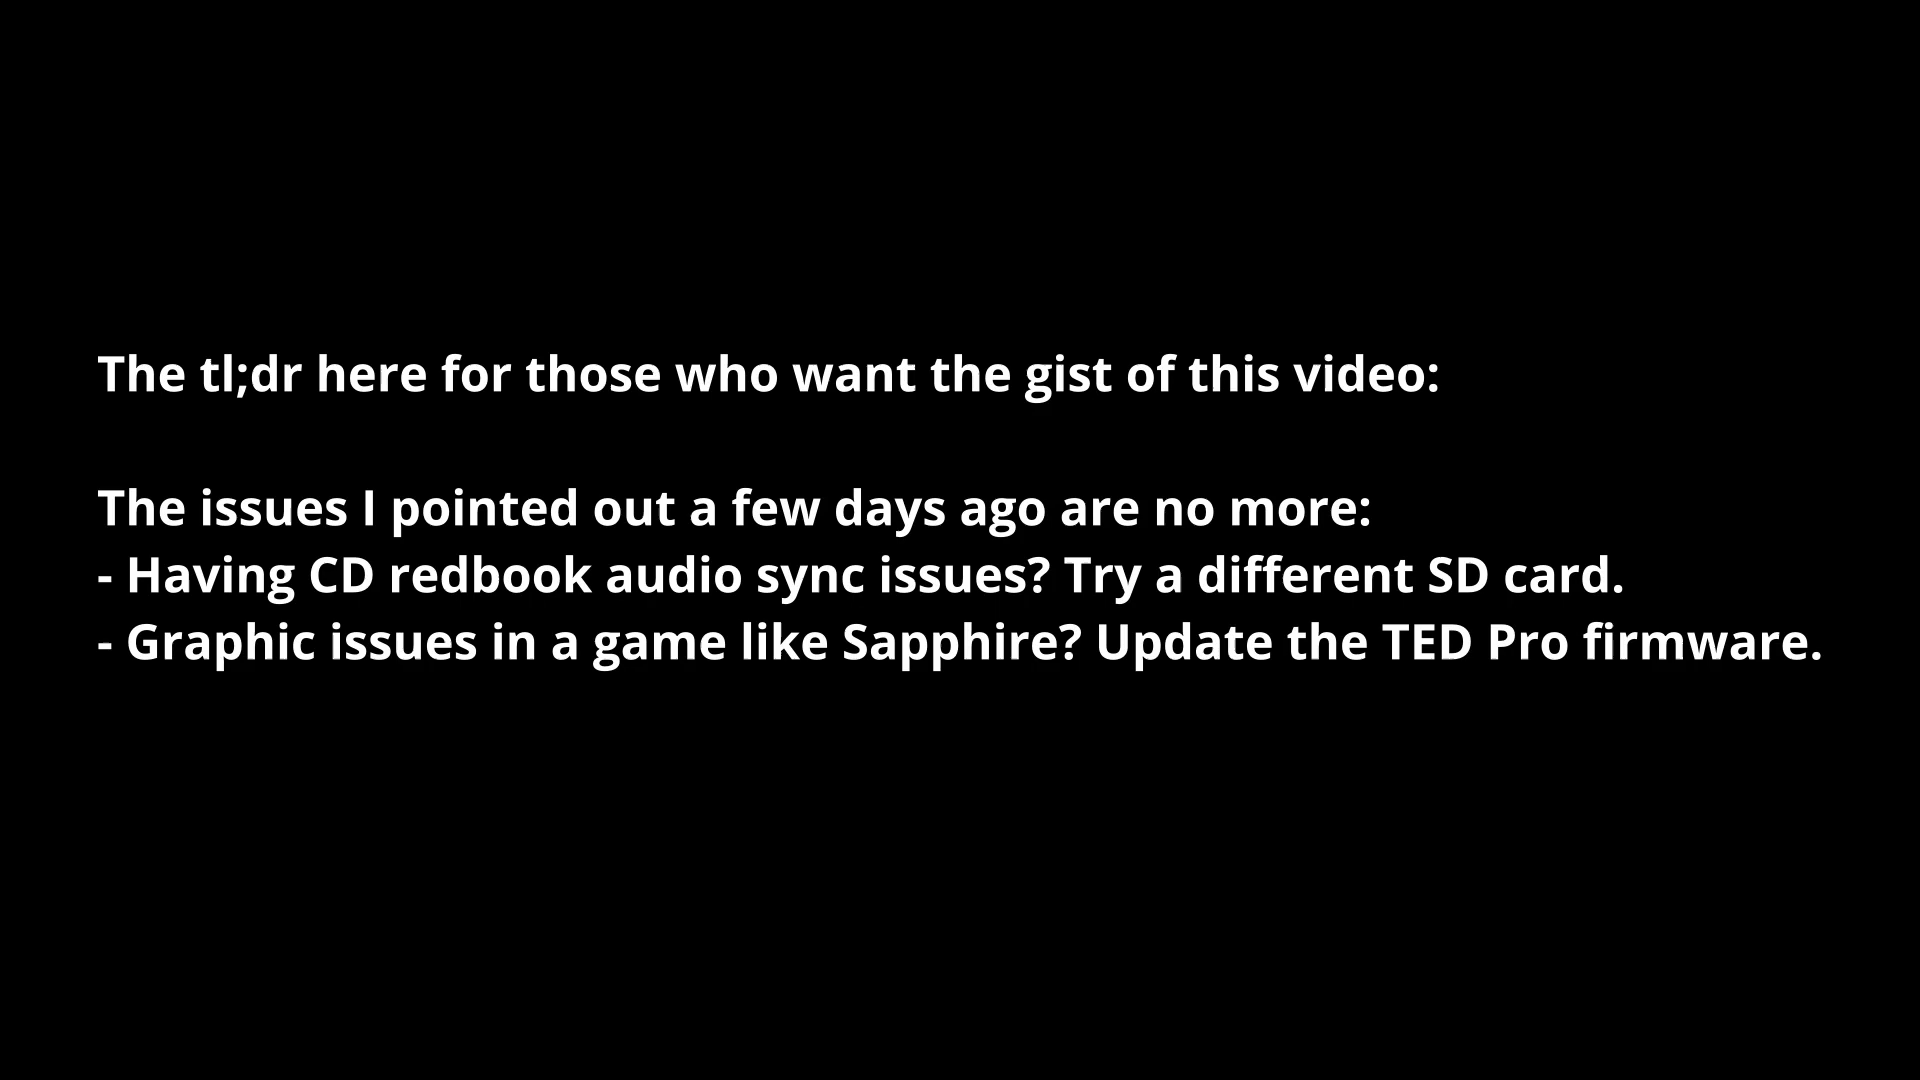 The tl;dr here for those who want the gist of this video:
The issues I pointed out a few days ago are no more:
- Having CD redbook audio sync issues? Try a different SD card.
- Graphic issues in a game like Sapphire? Update the TED Pro firmware.